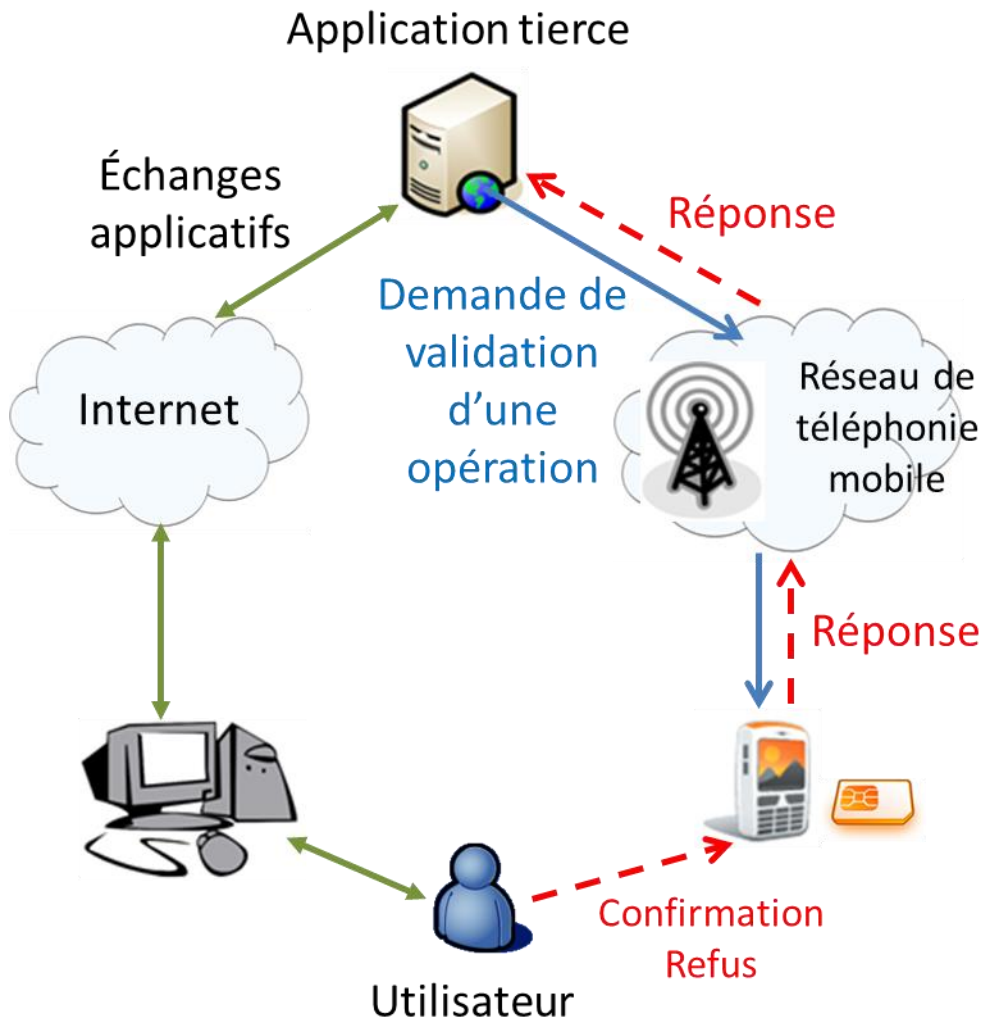 Application tierce
Échanges
applicatifs
Réponse
Demande de
validation
d'une
opération
Internet
Réseau de
téléphonie
mobile
Réponse
Confirmation
Refus
Utilisateur